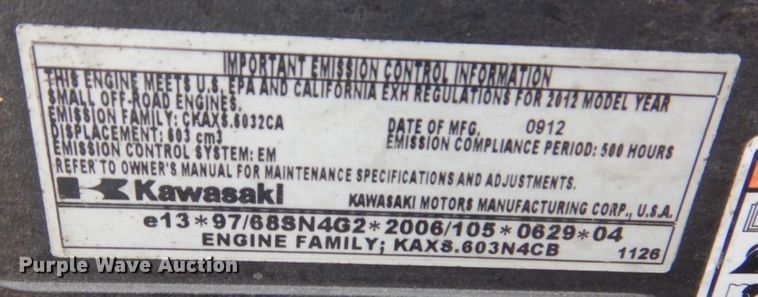 IMPORTANT EMISSION CONTROL INFORMATION
THIS ENGINE MEETS U.S. EPA AND CALIFORNIA EXH REGULATIONS FOR 2012 MODEL YEAR
SMALL OFF-ROAD ENGINES.
EMISSION FAMILY: CKAXS.6032CA DATE OF MFG. 0912
DISPLACEMENT: 603 cm3 EMISSION COMPLIANCE PERIOD: 500 HOURS
EMISSION CONTROL SYSTEM: EM
REFER TO OWNER'S MANUAL FOR MAINTENANCE SPECIFICATIONS AND ADJUSTMENTS.
Kawasaki KAWASAKI MOTORS MANUFACTURING CORP., U.S.A.
e13*97/68SN4G2*2006/105*0629*04
ENGINE FAMILY; KAXS.603N4CB 1126
Purple Wave Auction